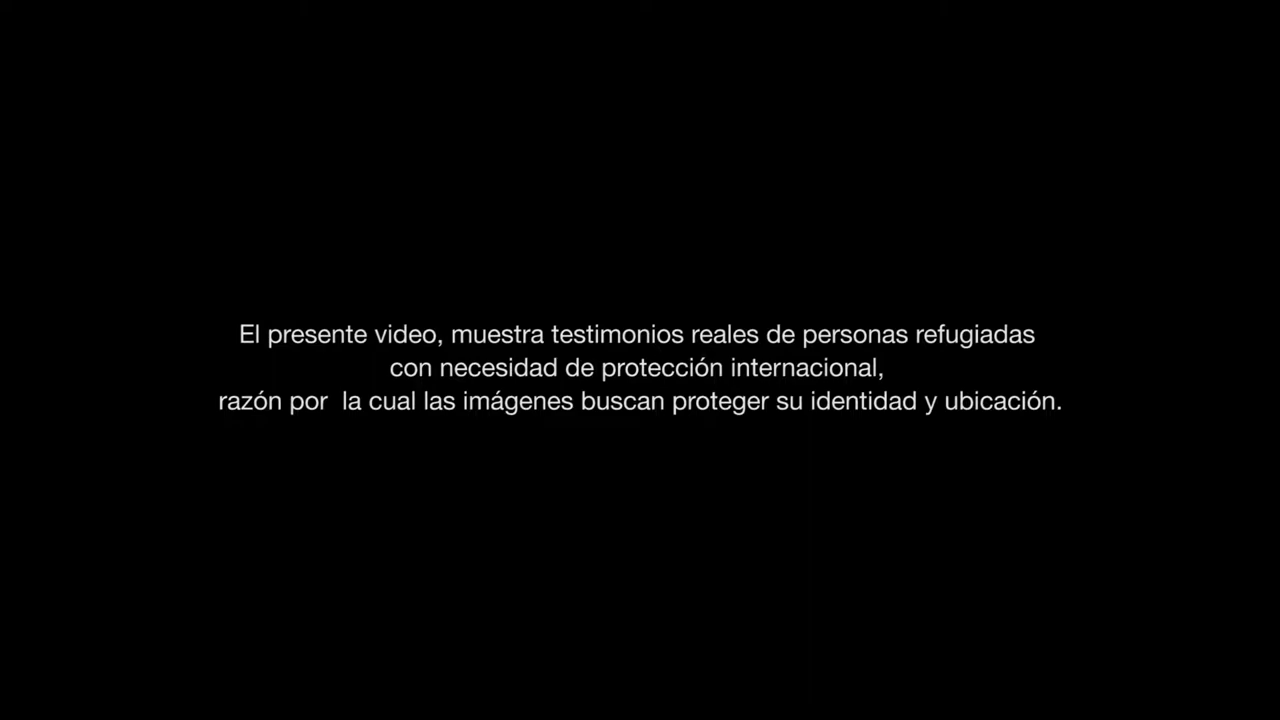 El presente video, muestra testimonios reales de personas refugiadas
con necesidad de protección internacional,
razón por  la cual las imágenes buscan proteger su identidad y ubicación.